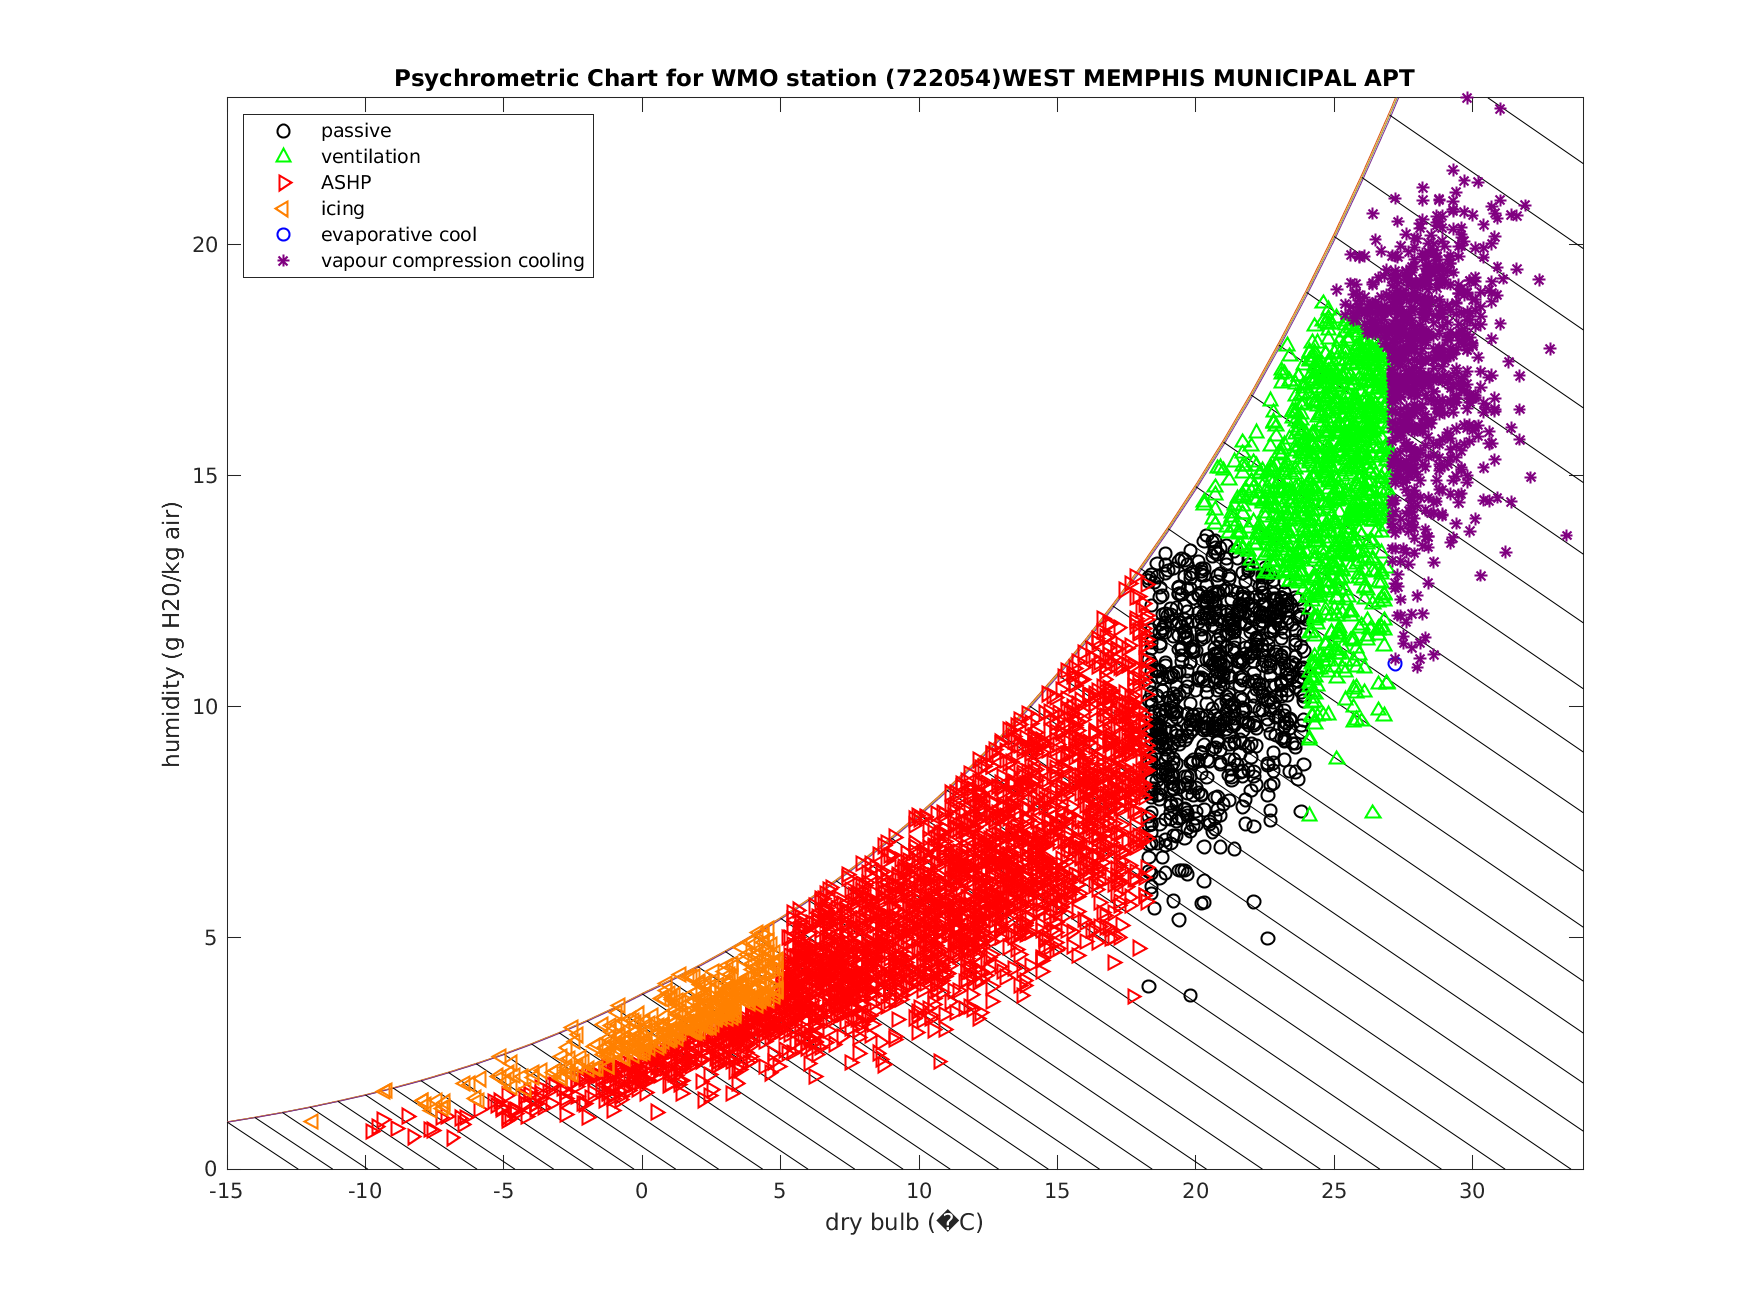 Psychrometric Chart for WMO station (722054)WEST MEMPHIS MUNICIPAL APT
passive
ventilation
ASHP
icing
evaporative cool
vapour compression cooling
humidity (g H20/kg air)
20
15
10
5
0
-15 -10 -5 0 5 10 15 20 25 30
dry bulb (�C)